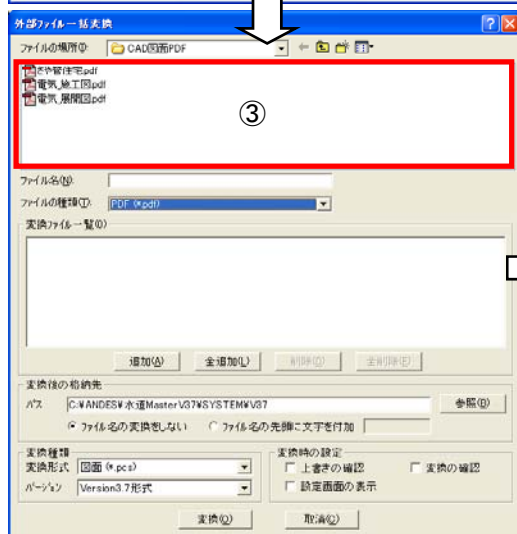 外部ファイル一括変換
ファイルの場所(I): CAD図面PDF
さや管住宅.pdf
電気_施工図.pdf
電気_展開図.pdf
③
ファイル名(N):
ファイルの種類(T): PDF (*.pdf)
変換ファイル一覧(O)
追加(A) 全追加(L) 削除(D) 全削除(E)
変換後の格納先
パス C:¥ANDES¥水道MasterV37¥SYSTEM¥V37 参照(B)
ファイル名の変換をしない ファイル名の先頭に文字を付加
変換種類 変換時の設定
変換形式 図面 (*.pcs) 上書きの確認 変換の確認
バージョン Version3.7形式 設定画面の表示
変換(Q) 取消(C)